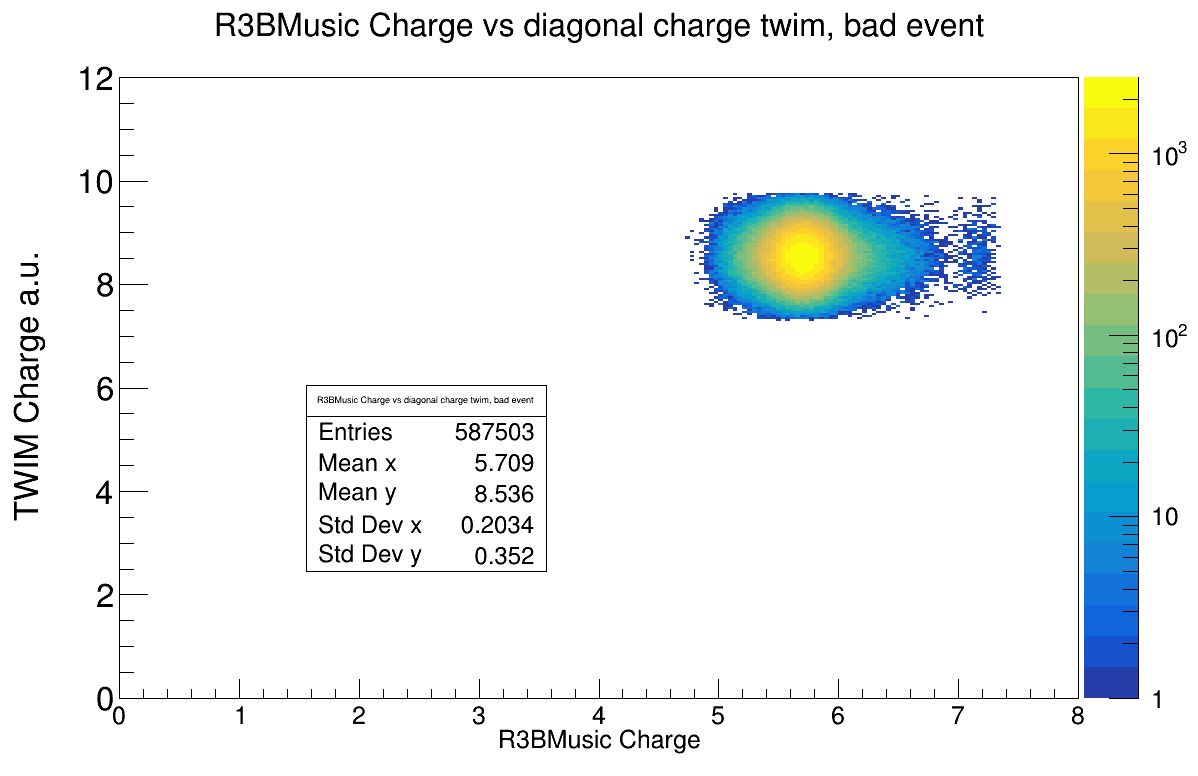 R3BMusic Charge vs diagonal charge twim, bad event
TWIM Charge a.u.
12
10
8
6
4
2
0
R3BMusic Charge vs diagonal charge twim, bad event
Entries 587503
Mean x 5.709
Mean y 8.536
Std Dev x 0.2034
Std Dev y 0.352
0 1 2 3 4 5 6 7 8
R3BMusic Charge
10³
10²
10
1